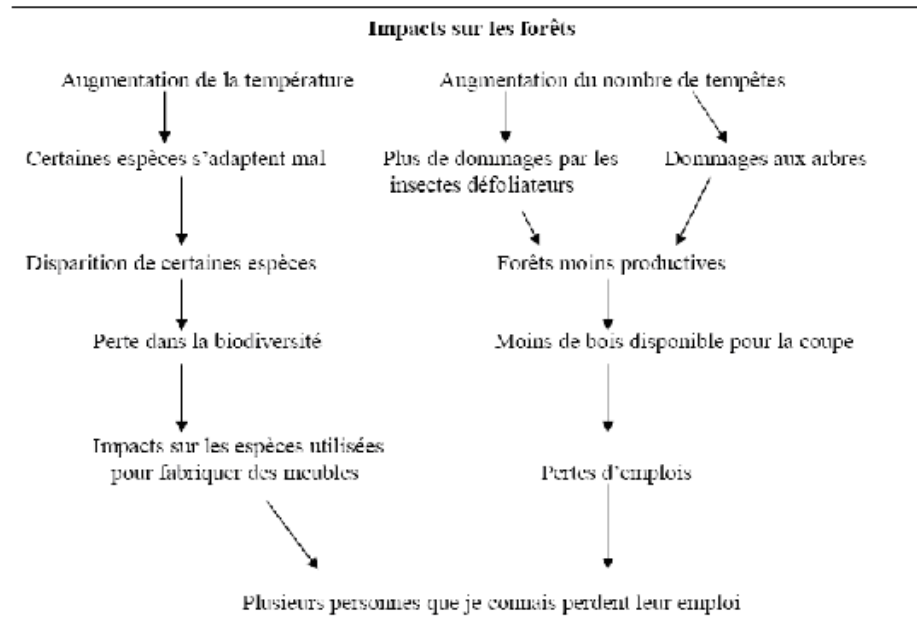 Impacts sur les forêts
Augmentation de la température
Augmentation du nombre de tempêtes
Certaines espèces s'adaptent mal
Plus de dommages par les
insectes défoliateurs
Dommages aux arbres
Disparition de certaines espèces
Forêts moins productives
Perte dans la biodiversité
Moins de bois disponible pour la coupe
Impacts sur les espèces utilisées
pour fabriquer des meubles
Pertes d'emplois
Plusieurs personnes que je connais perdent leur emploi